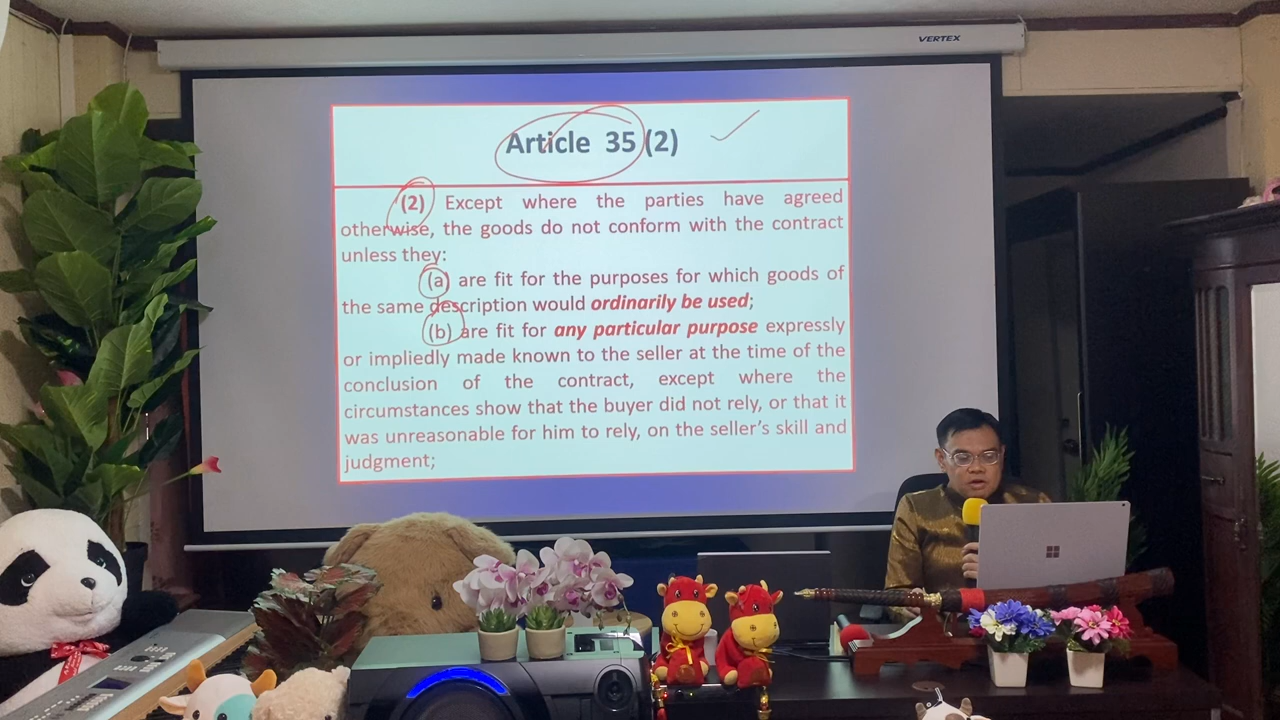 VERTEX
Article 35 (2)
(2) Except where the parties have agreed
otherwise, the goods do not conform with the contract
unless they:
(a) are fit for the purposes for which goods of
the same description would ordinarily be used;
(b) are fit for any particular purpose expressly
or impliedly made known to the seller at the time of the
conclusion of the contract, except where the
circumstances show that the buyer did not rely, or that it
was unreasonable for him to rely, on the seller's skill and
judgment;